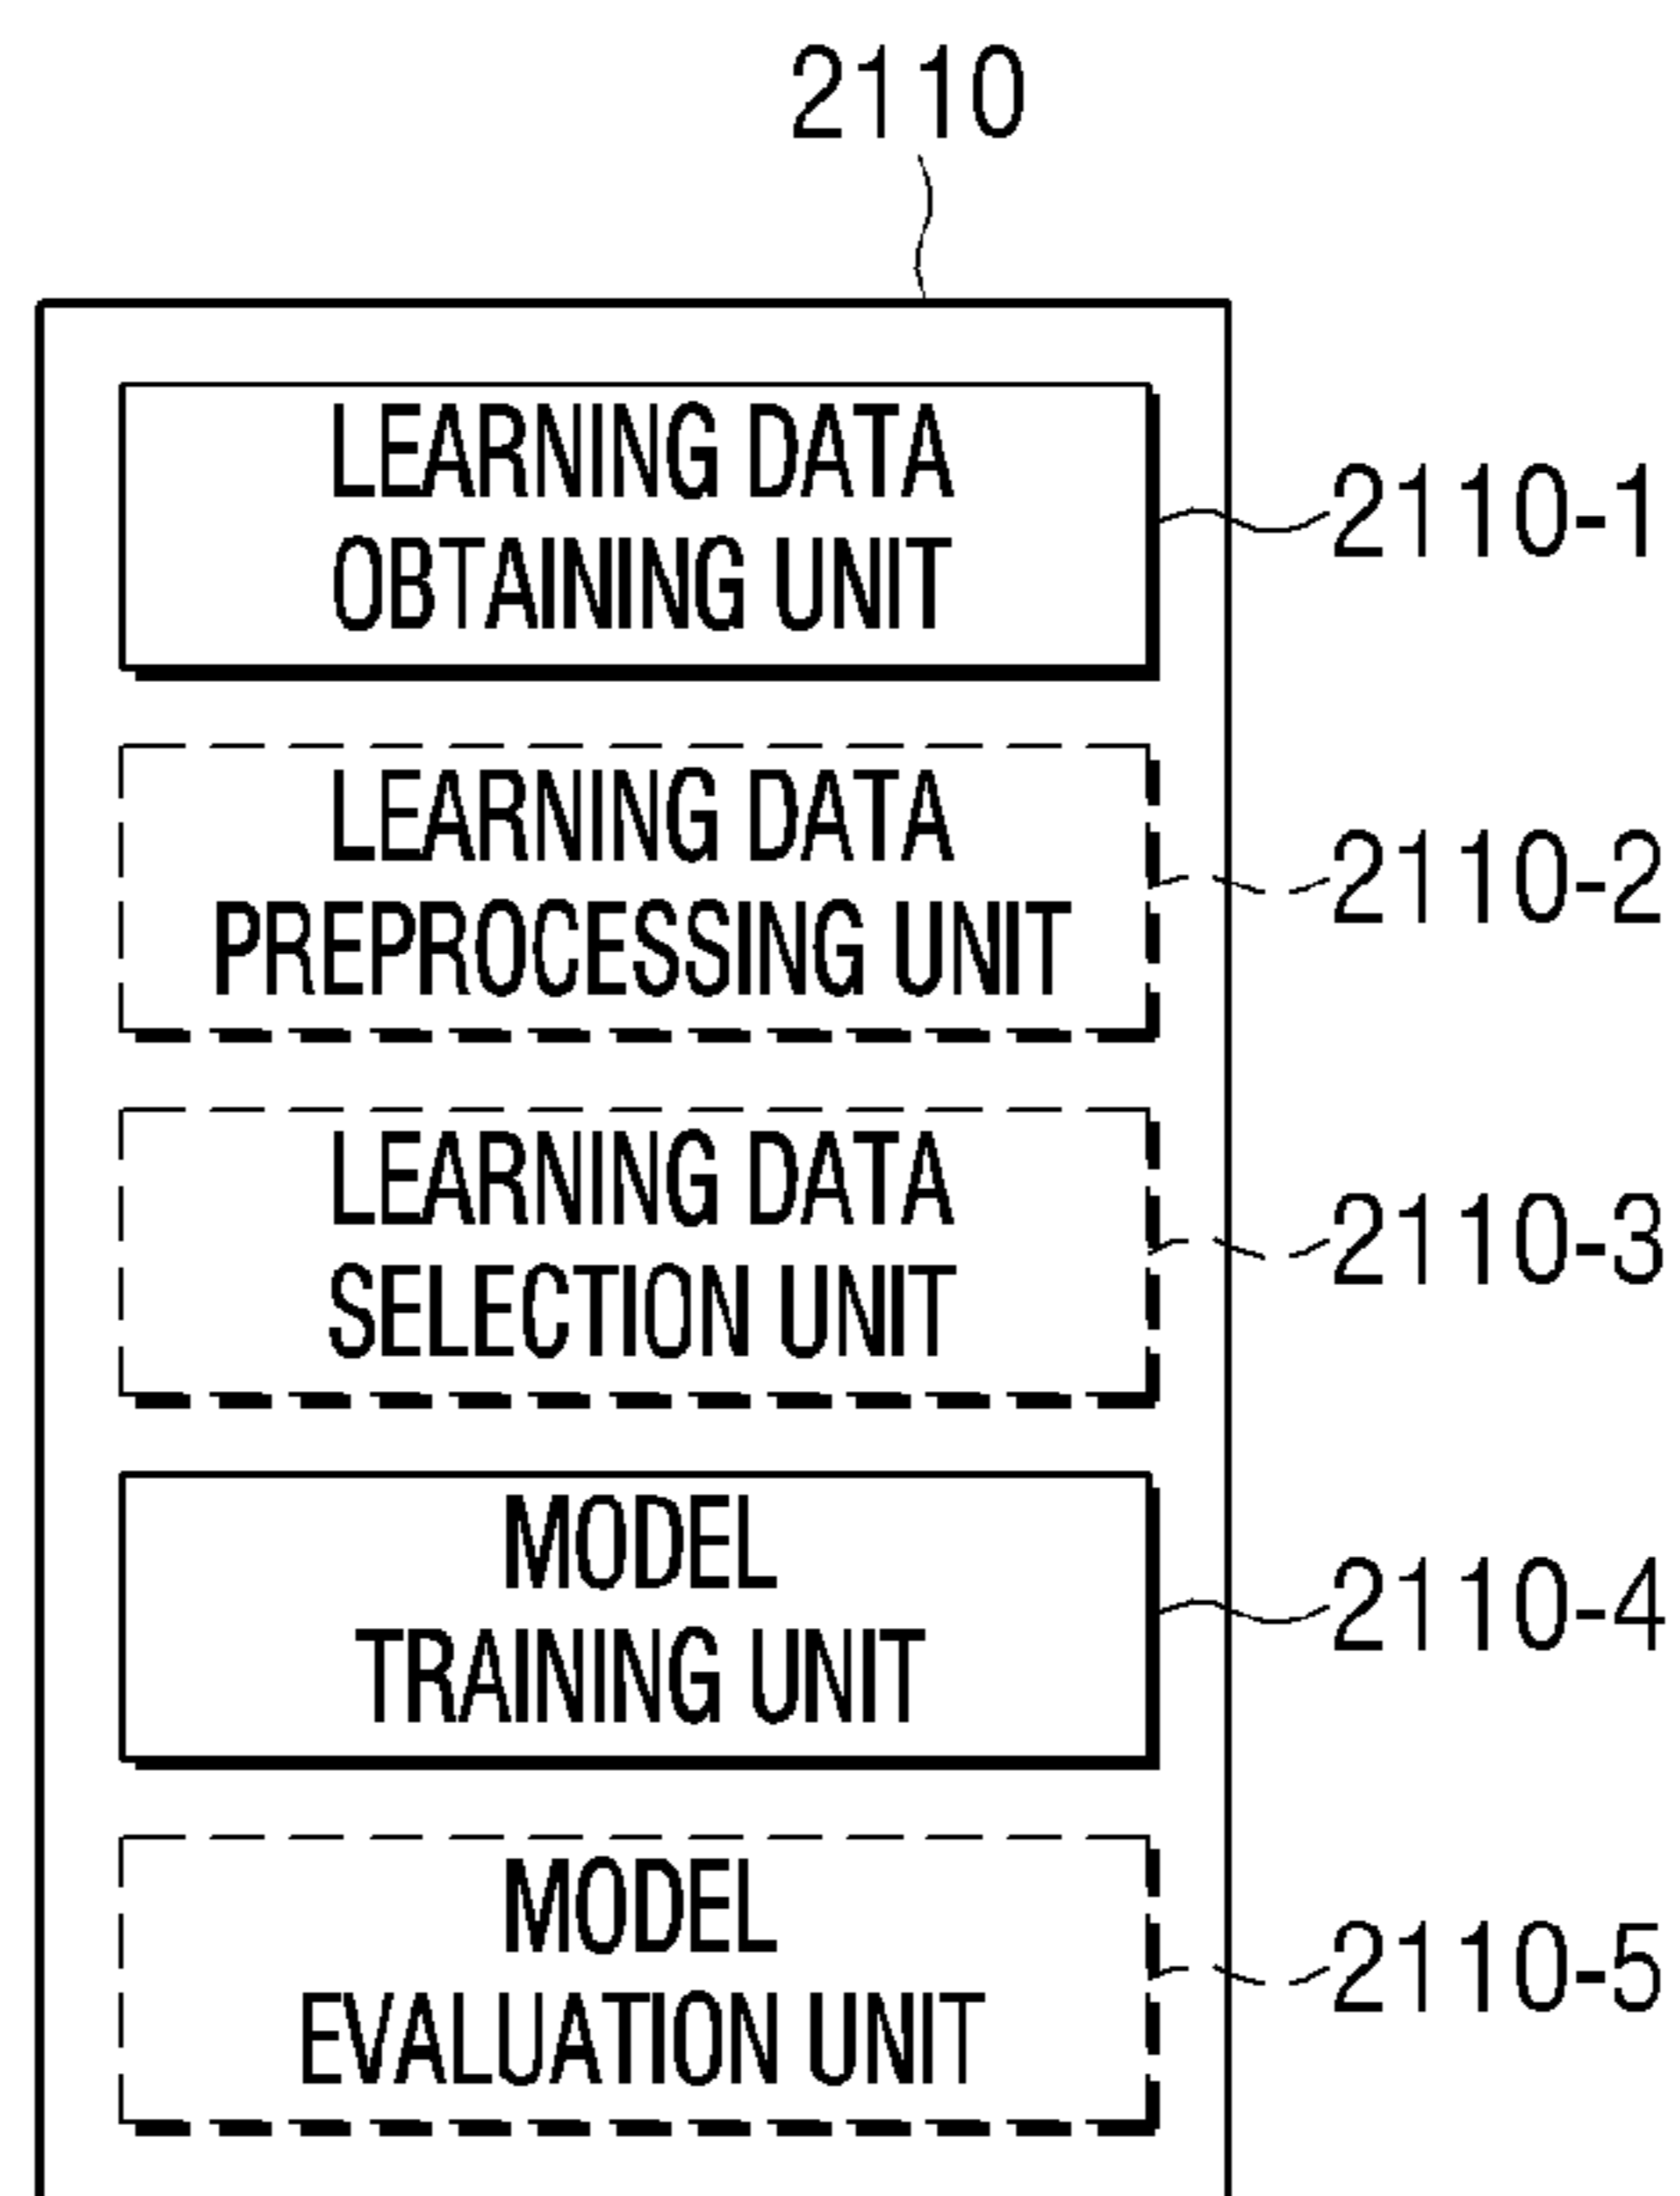 2110
LEARNING DATA
OBTAINING UNIT
2110-1
LEARNING DATA
PREPROCESSING UNIT
2110-2
LEARNING DATA
SELECTION UNIT
2110-3
MODEL
TRAINING UNIT
2110-4
MODEL
EVALUATION UNIT
2110-5